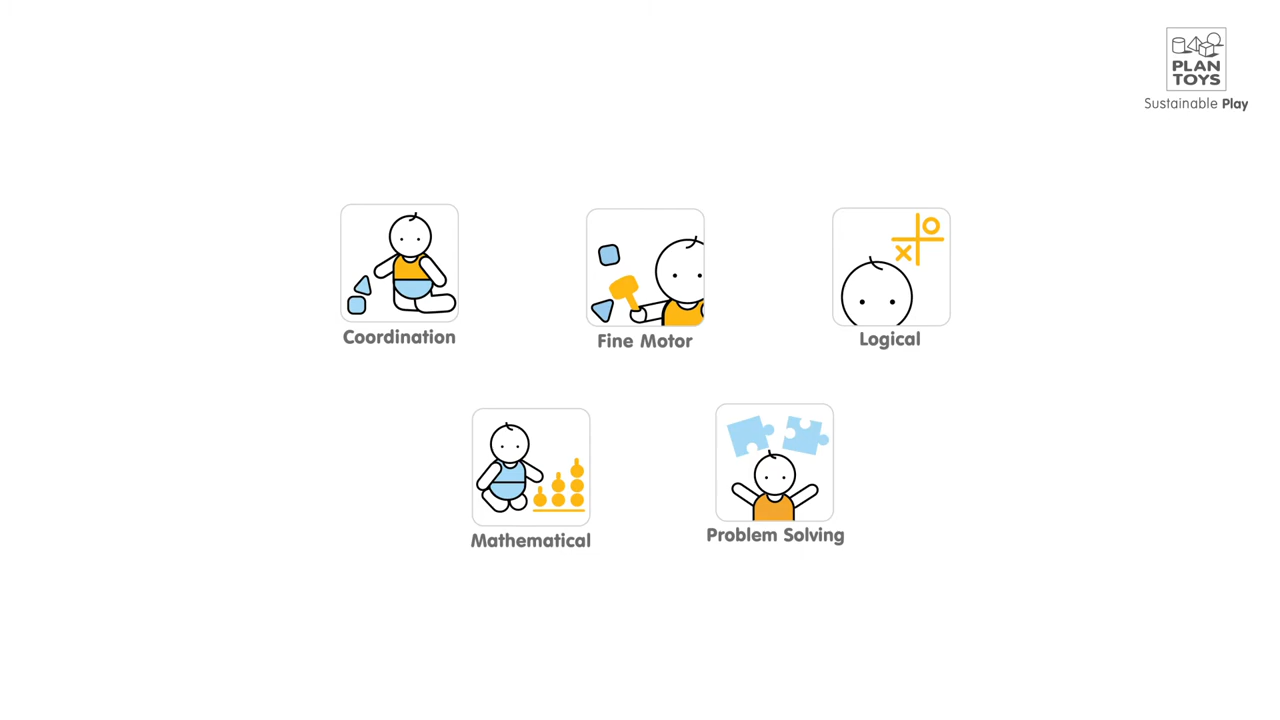 PLAN
TOYS
Sustainable Play
Coordination
Fine Motor
Logical
Mathematical
Problem Solving